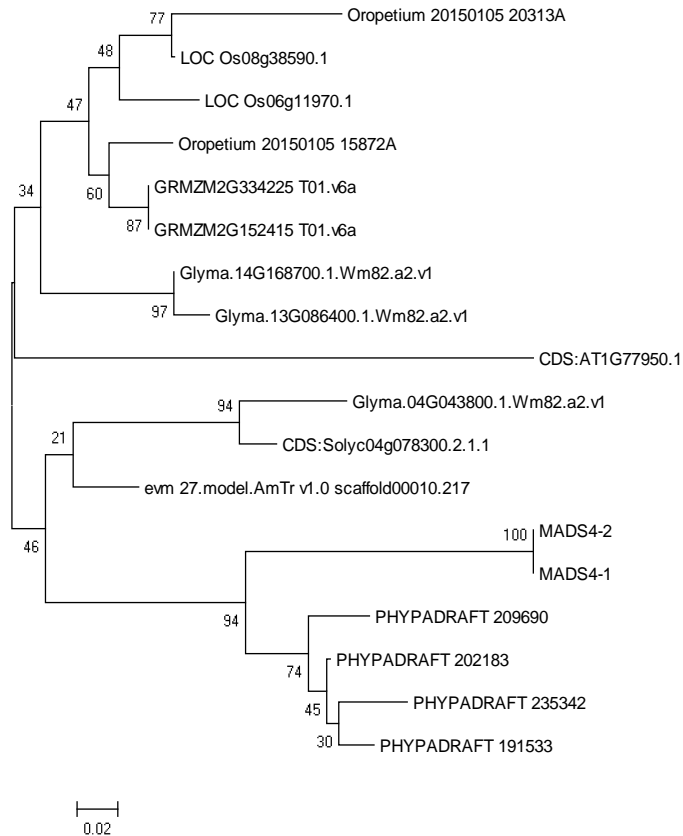 77
Oropetium 20150105 20313A
48
LOC Os08g38590.1
47
LOC Os06g11970.1
Oropetium 20150105 15872A
34
60
GRMZM2G334225 T01.v6a
87
GRMZM2G152415 T01.v6a
Glyma.14G168700.1.Wm82.a2.v1
97
Glyma.13G086400.1.Wm82.a2.v1
CDS:AT1G77950.1
94
Glyma.04G043800.1.Wm82.a2.v1
21
CDS:Solyc04g078300.2.1.1
evm 27.model.AmTr v1.0 scaffold00010.217
46
100
MADS4-2
MADS4-1
94
PHYPADRAFT 209690
74
PHYPADRAFT 202183
45
PHYPADRAFT 235342
30
PHYPADRAFT 191533
0.02